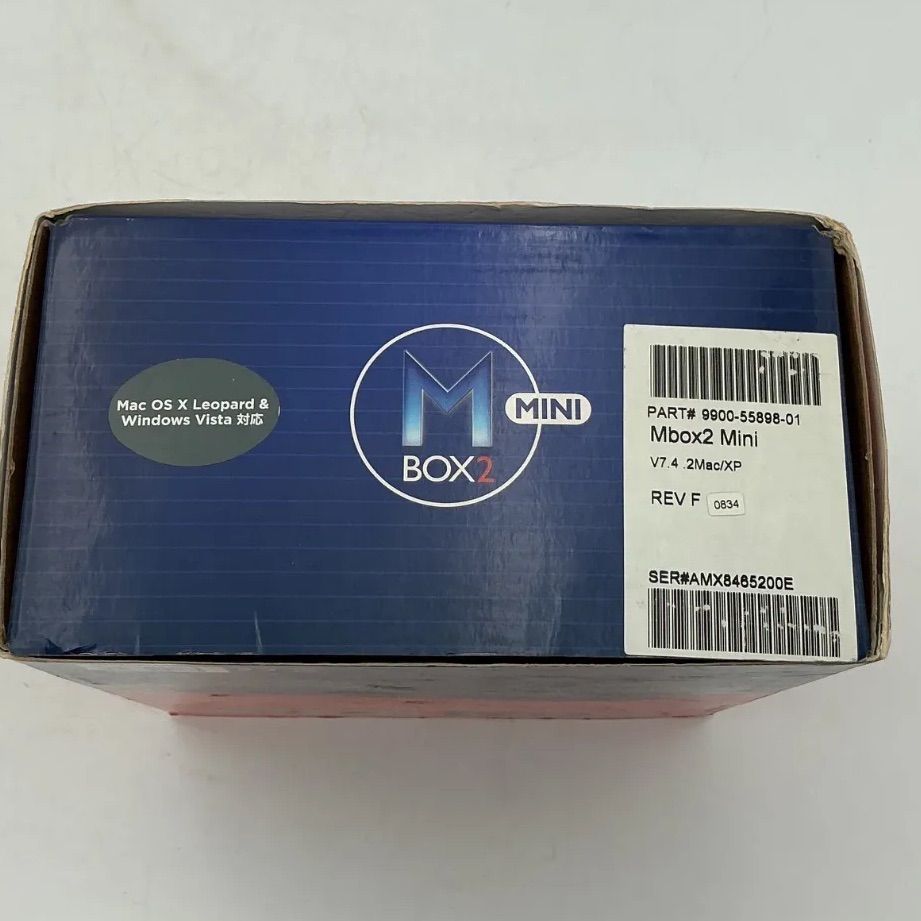 Mac OS X Leopard &
Windows Vista 対応
M
MINI
BOX2
PART# 9900-55898-01
Mbox2 Mini
V7.4 .2Mac/XP
REV F 0834
SER#AMX8465200E